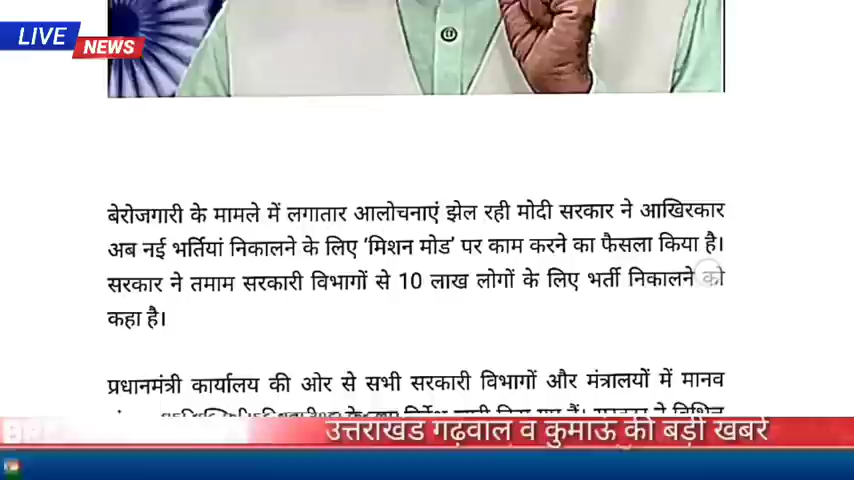 LIVE
NEWS
बेरोजगारी के मामले में लगातार आलोचनाएं झेल रही मोदी सरकार ने आखिरकार
अब नई भर्तियां निकालने के लिए 'मिशन मोड' पर काम करने का फैसला किया है।
सरकार ने तमाम सरकारी विभागों से 10 लाख लोगों के लिए भर्ती निकालने को
कहा है।
प्रधानमंत्री कार्यालय की ओर से सभी सरकारी विभागों और मंत्रालयों में मानव
उत्तराखंड गढ़वाल व कुमाऊं की बड़ी खबरें